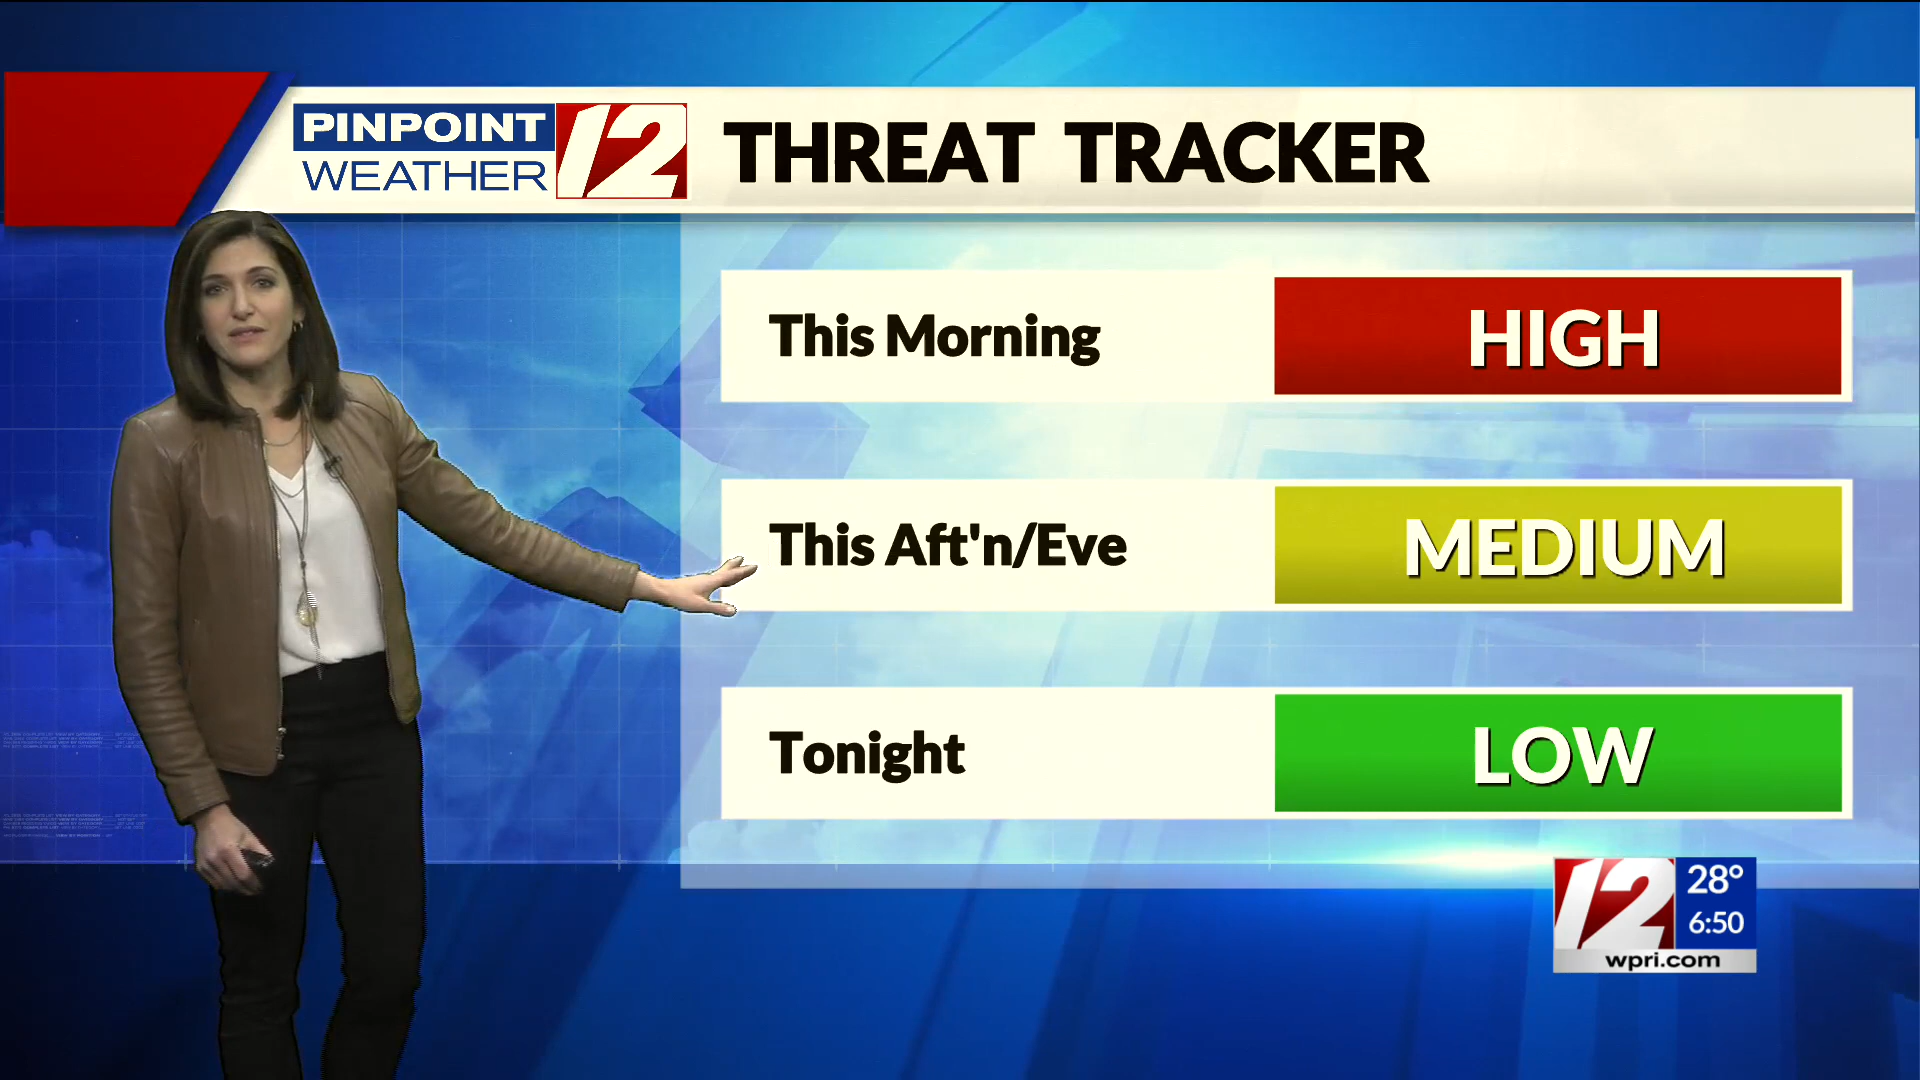 PINPOINT
WEATHER
12
THREAT TRACKER
This Morning
HIGH
This Aft'n/Eve
MEDIUM
Tonight
LOW
12
28°
6:50
wpri.com